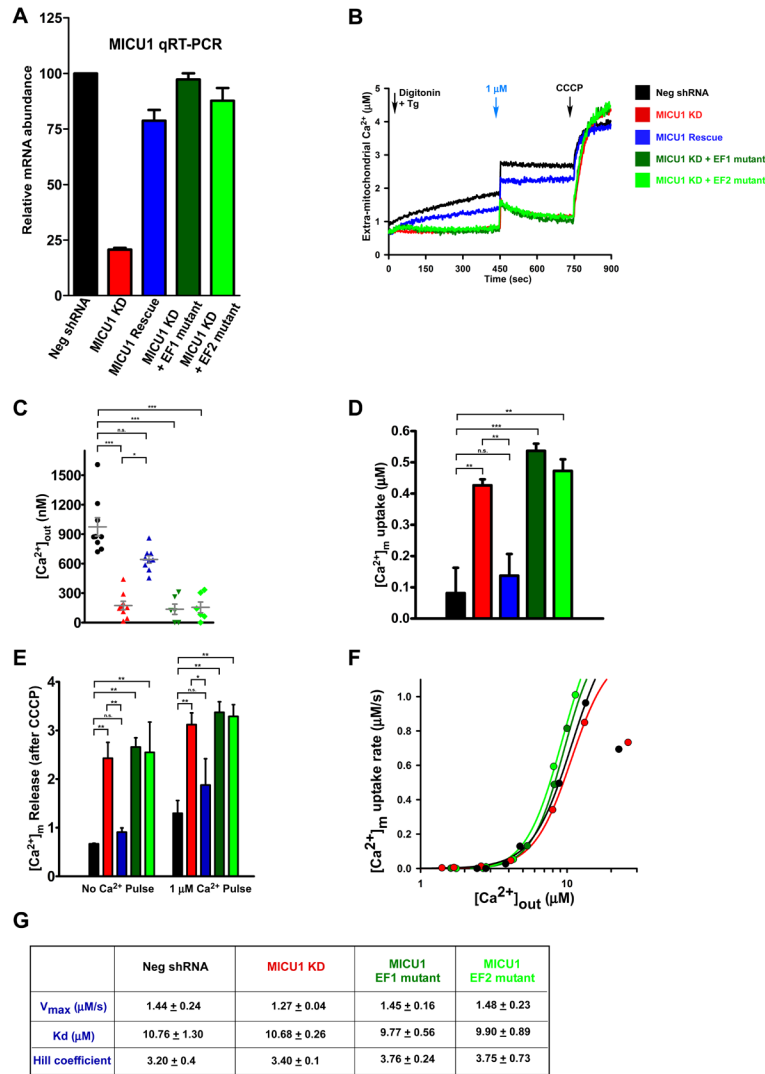 A
MICU1 qRT-PCR
Relative mRNA abundance
100
75
50
25
0
Neg shRNA
MICU1 KD
MICU1 Rescue
MICU1 KD
+ EF1 mutant
MICU1 KD
+ EF2 mutant
B
Extra-mitochondrial Ca²⁺ (μM)
5
4
3
2
1
0
Digitonin
+ Tg
1 μM
CCCP
0 150 300 450 600 750 900
Time (sec)
Neg shRNA
MICU1 KD
MICU1 Rescue
MICU1 KD + EF1 mutant
MICU1 KD + EF2 mutant
C
[Ca²⁺]out (nM)
1500
1200
900
600
300
0
***
***
n.s.
***
*
D
[Ca²⁺]m uptake (μM)
0.6
0.5
0.4
0.3
0.2
0.1
0.0
**
***
**
n.s.
**
E
[Ca²⁺]m Release (after CCCP)
4
3
2
1
0
**
**
**
n.s.
**
**
**
*
n.s.
**
No Ca²⁺ Pulse 1 μM Ca²⁺ Pulse
F
[Ca²⁺]m uptake rate (μM/s)
1.0
0.8
0.6
0.4
0.2
0.0
1 10
[Ca²⁺]out (μM)
G
Neg shRNA MICU1 KD MICU1 EF1 mutant MICU1 EF2 mutant
Vmax (μM/s) 1.44 ± 0.24 1.27 ± 0.04 1.45 ± 0.16 1.48 ± 0.23
Kd (μM) 10.76 ± 1.30 10.68 ± 0.26 9.77 ± 0.56 9.90 ± 0.89
Hill coefficient 3.20 ± 0.4 3.40 ± 0.1 3.76 ± 0.24 3.75 ± 0.73